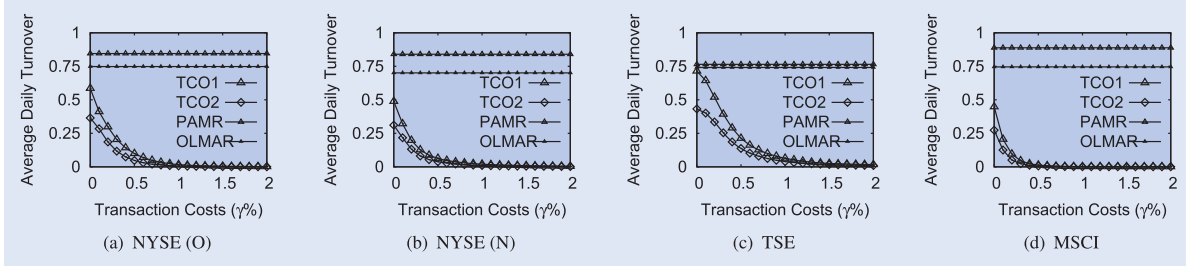 Average Daily Turnover
1
0.75
0.5
0.25
0
TCO1
TCO2
PAMR
OLMAR
0 0.5 1 1.5 2
Transaction Costs (γ%)
(a) NYSE (O)
Average Daily Turnover
1
0.75
0.5
0.25
0
TCO1
TCO2
PAMR
OLMAR
0 0.5 1 1.5 2
Transaction Costs (γ%)
(b) NYSE (N)
Average Daily Turnover
1
0.75
0.5
0.25
0
TCO1
TCO2
PAMR
OLMAR
0 0.5 1 1.5 2
Transaction Costs (γ%)
(c) TSE
Average Daily Turnover
1
0.75
0.5
0.25
0
TCO1
TCO2
PAMR
OLMAR
0 0.5 1 1.5 2
Transaction Costs (γ%)
(d) MSCI